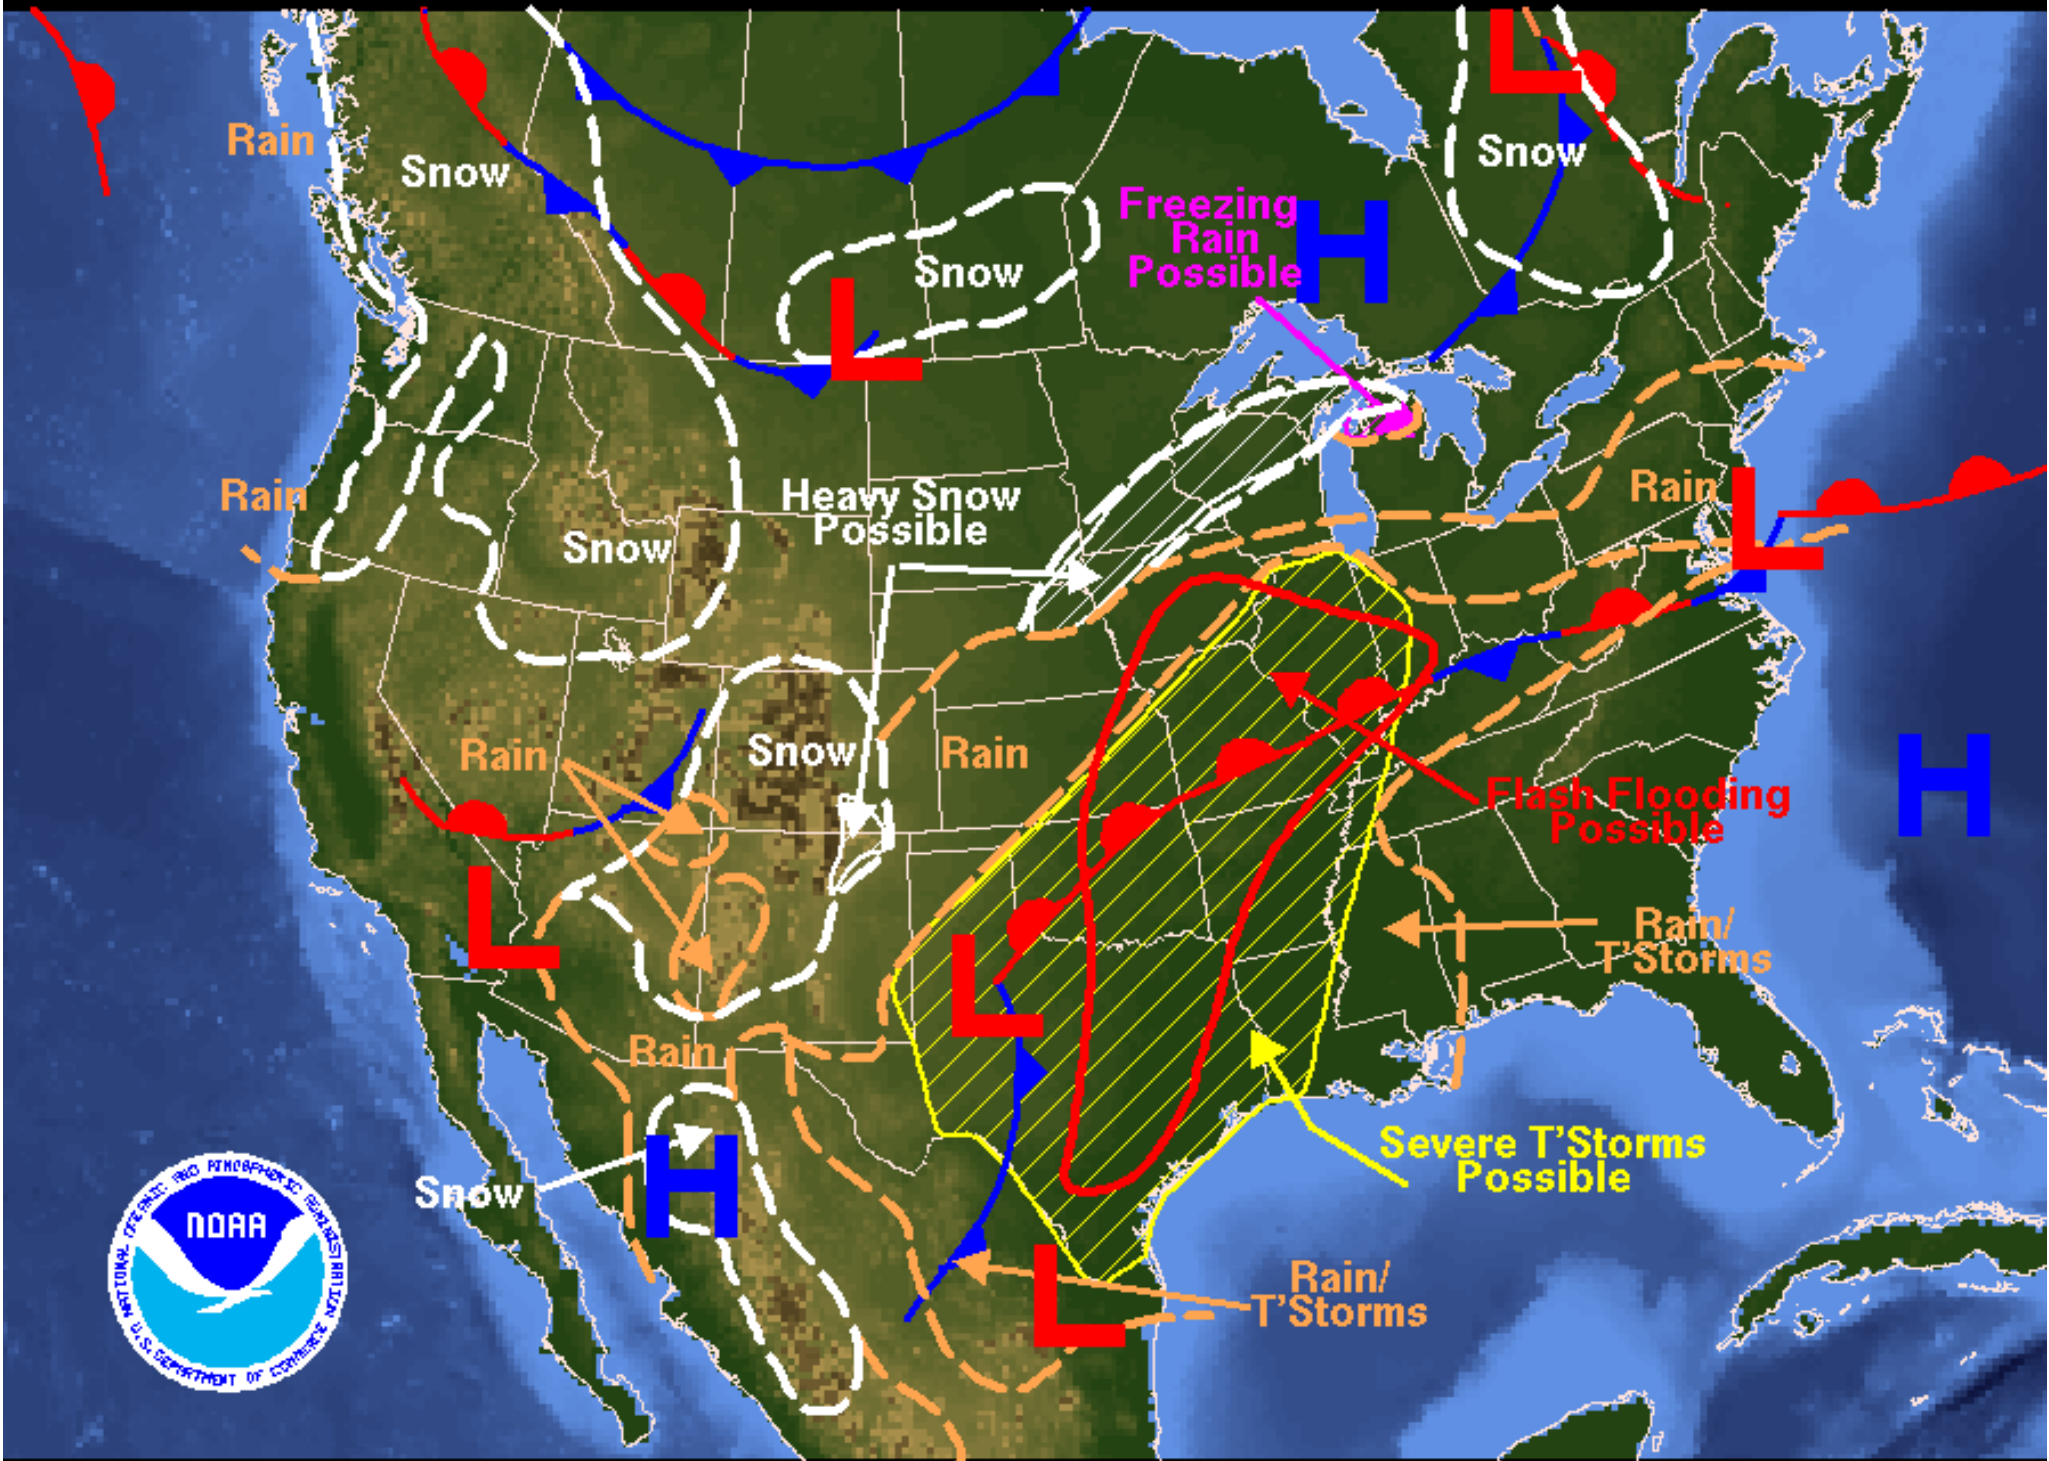 L
Rain
Snow
Snow
Freezing
Rain
Possible
H
Snow
L
Rain
Heavy Snow
Possible
Rain
L
Snow
Rain
Snow
Rain
H
Flash Flooding
Possible
L
Rain/
T'Storms
L
Rain
Severe T'Storms
Possible
Snow
H
Rain/
T'Storms
L
NOAA
NATIONAL OCEANIC AND ATMOSPHERIC ADMINISTRATION
U.S. DEPARTMENT OF COMMERCE